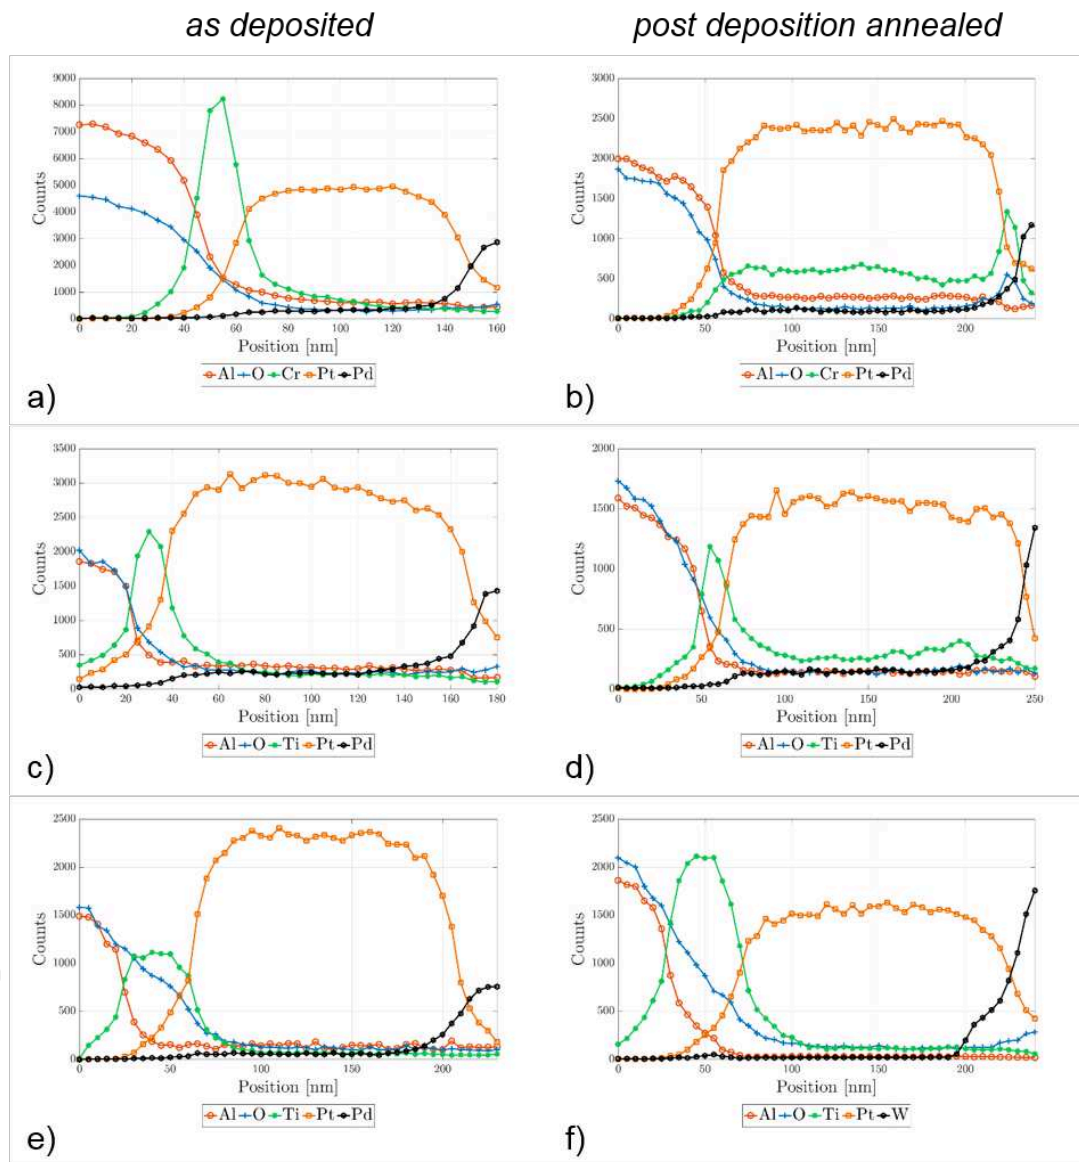 as deposited
post deposition annealed
9000
8000
7000
6000
5000
4000
3000
2000
1000
0
Counts
0 20 40 60 80 100 120 140 160
Position [nm]
Al O Cr Pt Pd
a)
3000
2500
2000
1500
1000
500
0
Counts
0 50 100 150 200
Position [nm]
Al O Cr Pt Pd
b)
3500
3000
2500
2000
1500
1000
500
0
Counts
0 20 40 60 80 100 120 140 160 180
Position [nm]
Al O Ti Pt Pd
c)
2000
1500
1000
500
0
Counts
0 50 100 150 200 250
Position [nm]
Al O Ti Pt Pd
d)
2500
2000
1500
1000
500
0
Counts
0 50 100 150 200
Position [nm]
Al O Ti Pt Pd
e)
2500
2000
1500
1000
500
0
Counts
0 50 100 150 200
Position [nm]
Al O Ti Pt W
f)